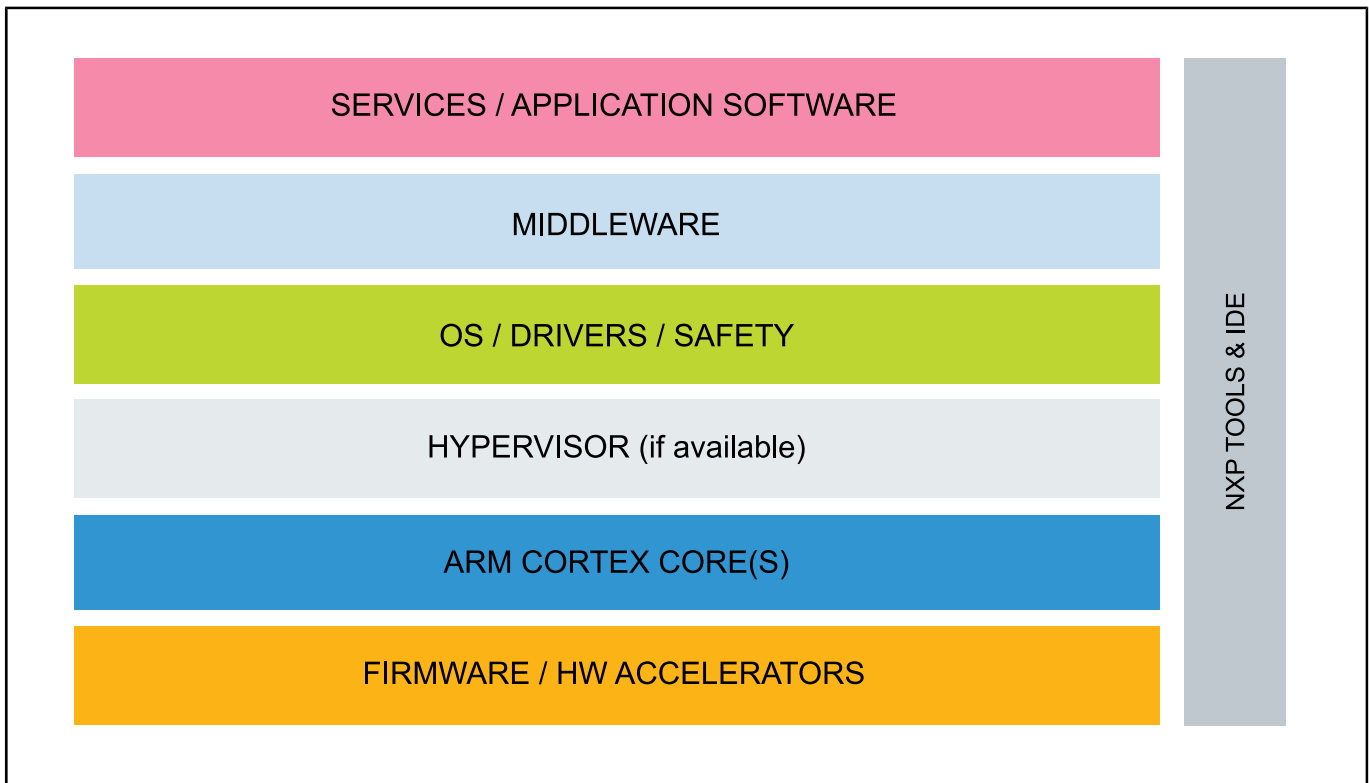 SERVICES / APPLICATION SOFTWARE
MIDDLEWARE
OS / DRIVERS / SAFETY
HYPERVISOR (if available)
ARM CORTEX CORE(S)
FIRMWARE / HW ACCELERATORS
NXP TOOLS & IDE